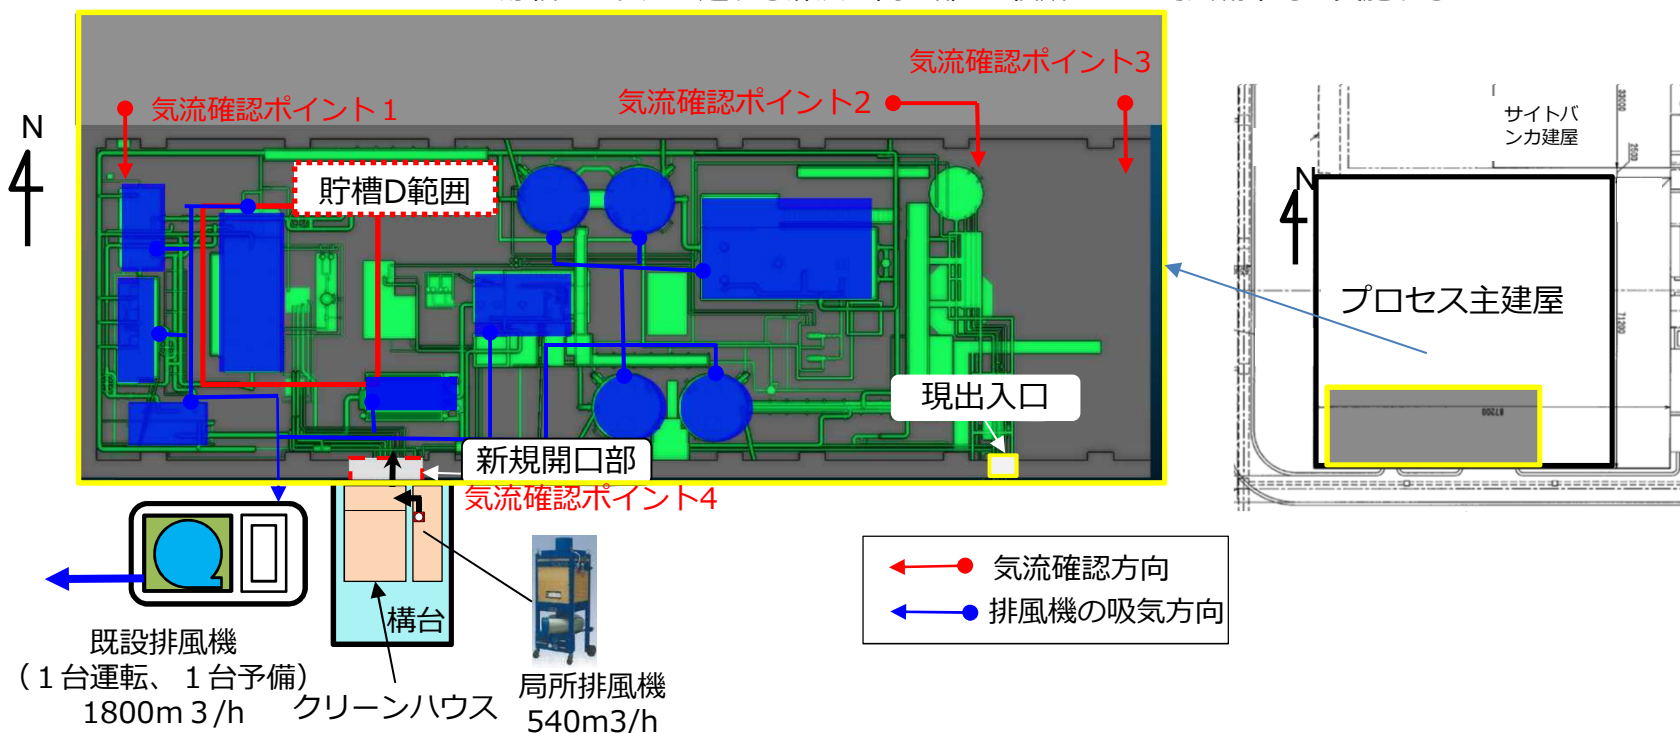 気流確認ポイント3
気流確認ポイント1
気流確認ポイント2
N
貯槽D範囲
現出入口
新規開口部
気流確認ポイント4
構台
既設排風機
（１台運転、１台予備）
1800ｍ３/h
クリーンハウス
局所排風機
540m3/h
気流確認方向
排風機の吸気方向
サイトバ
ンカ建屋
33000
2500
N
プロセス主建屋
71200
87200